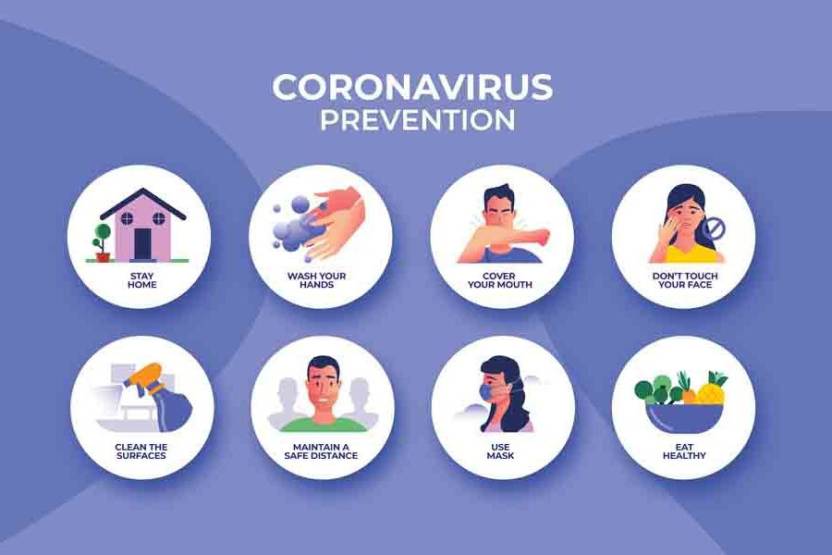 CORONAVIRUS
PREVENTION
STAY
HOME
WASH YOUR
HANDS
COVER
YOUR MOUTH
DON'T TOUCH
YOUR FACE
CLEAN THE
SURFACES
MAINTAIN A
SAFE DISTANCE
USE
MASK
EAT
HEALTHY